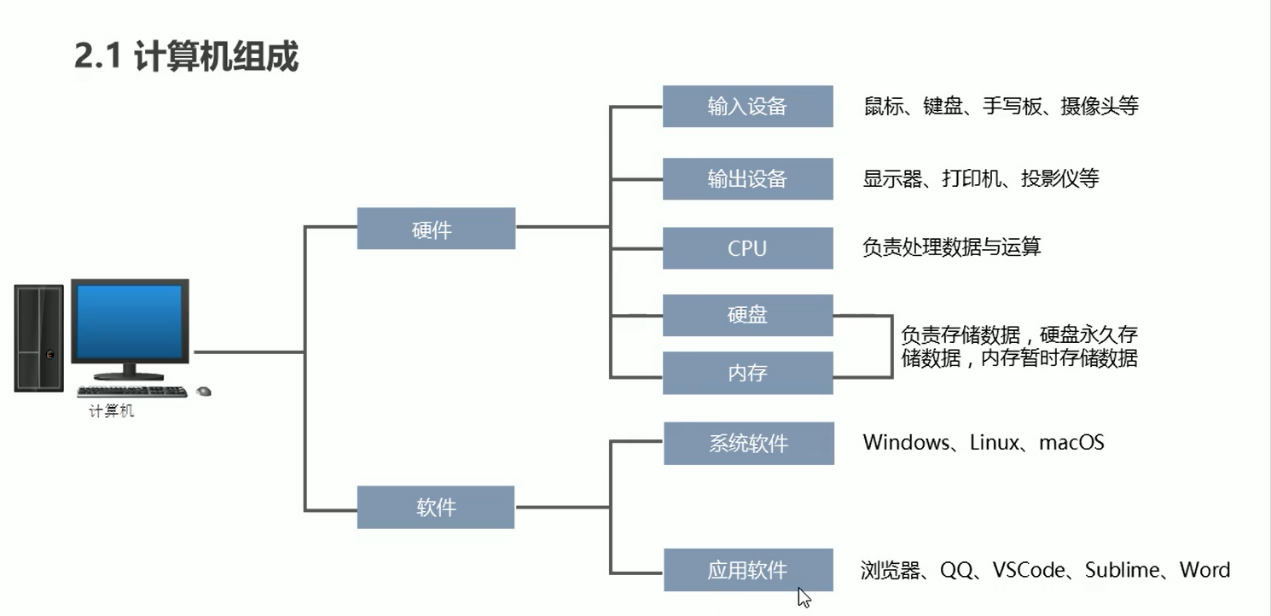 2.1 计算机组成
输入设备
鼠标、键盘、手写板、摄像头等
输出设备
显示器、打印机、投影仪等
硬件
CPU
负责处理数据与运算
硬盘
内存
负责存储数据，硬盘永久存
储数据，内存暂时存储数据
计算机
系统软件
Windows、Linux、macOS
软件
应用软件
浏览器、QQ、VSCode、Sublime、Word